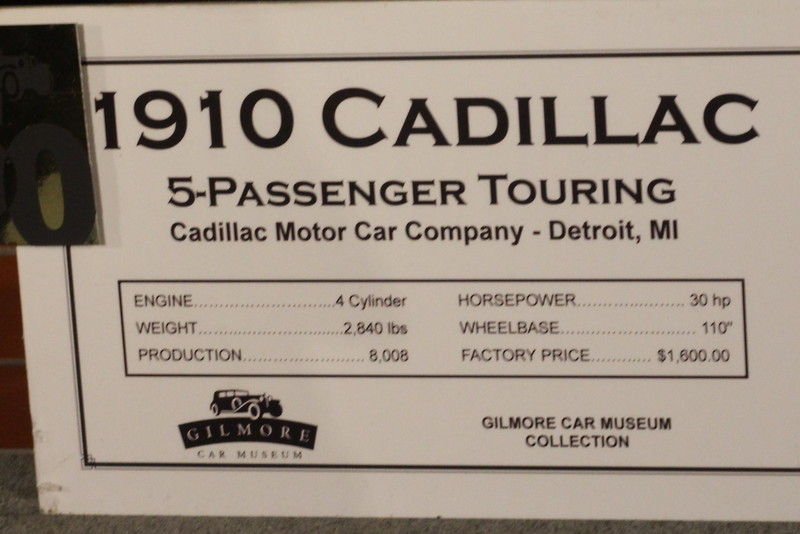 1910 CADILLAC
5-PASSENGER TOURING
Cadillac Motor Car Company - Detroit, MI
ENGINE........................4 Cylinder HORSEPOWER.................. 30 hp
WEIGHT........................2,840 lbs WHEELBASE....................... 110"
PRODUCTION.................... 8,008 FACTORY PRICE............ $1,600.00
GILMORE
CAR MUSEUM
GILMORE CAR MUSEUM
COLLECTION